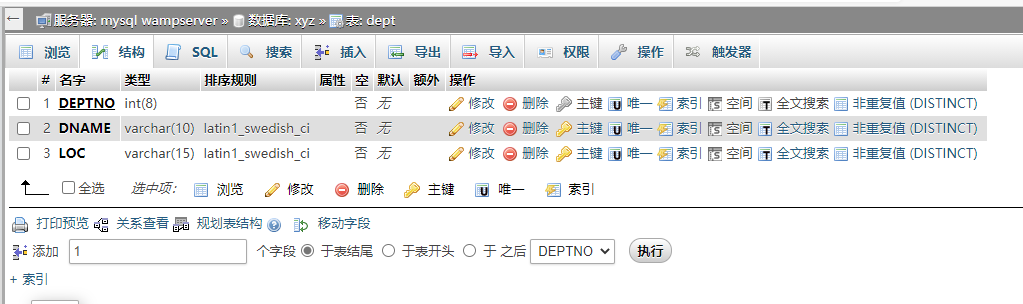 服务器: mysql wampserver » 数据库: xyz » 表: dept
浏览 结构 SQL 搜索 插入 导出 导入 权限 操作 触发器
# 名字 类型 排序规则 属性 空 默认 额外 操作
1 DEPTNO int(8) 否 无 修改 删除 主键 唯一 索引 空间 全文搜索 非重复值 (DISTINCT)
2 DNAME varchar(10) latin1_swedish_ci 否 无 修改 删除 主键 唯一 索引 空间 全文搜索 非重复值 (DISTINCT)
3 LOC varchar(15) latin1_swedish_ci 否 无 修改 删除 主键 唯一 索引 空间 全文搜索 非重复值 (DISTINCT)
全选 选中项: 浏览 修改 删除 主键 唯一 索引
打印预览 关系查看 规划表结构 移动字段
添加 1 个字段 于表结尾 于表开头 于 之后 DEPTNO 执行
+ 索引